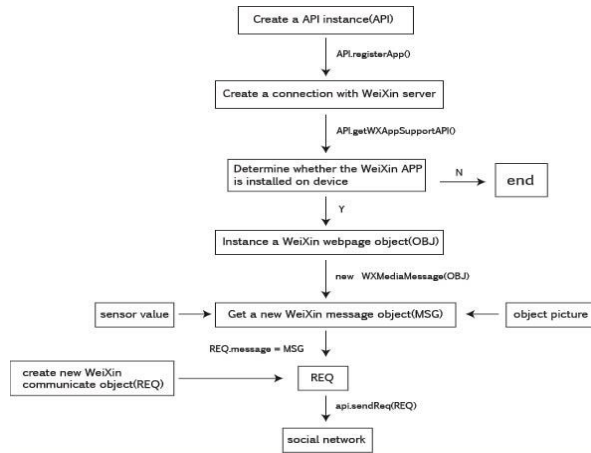 Create a API instance(API)
API.registerApp()
Create a connection with WeiXin server
API.getWXAppSupportAPI()
Determine whether the WeiXin APP
is installed on device
N
end
Y
Instance a WeiXin webpage object(OBJ)
new WXMediaMessage(OBJ)
sensor value
Get a new WeiXin message object(MSG)
object picture
REQ.message = MSG
create new WeiXin
communicate object(REQ)
REQ
api.sendReq(REQ)
social network